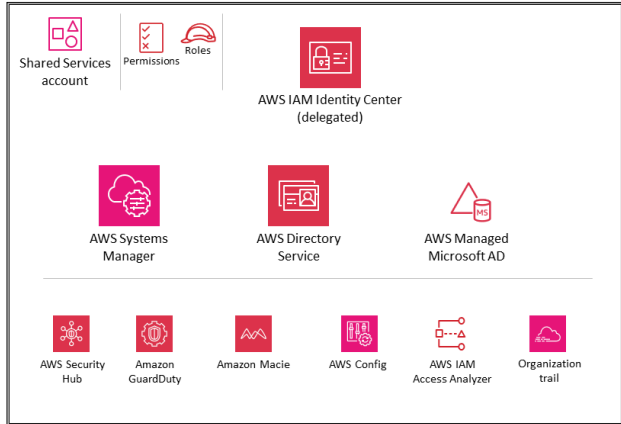 Shared Services
account
Permissions
Roles
AWS IAM Identity Center
(delegated)
AWS Systems
Manager
AWS Directory
Service
MS
AWS Managed
Microsoft AD
AWS Security
Hub
Amazon
GuardDuty
Amazon Macie
AWS Config
AWS IAM
Access Analyzer
Organization
trail